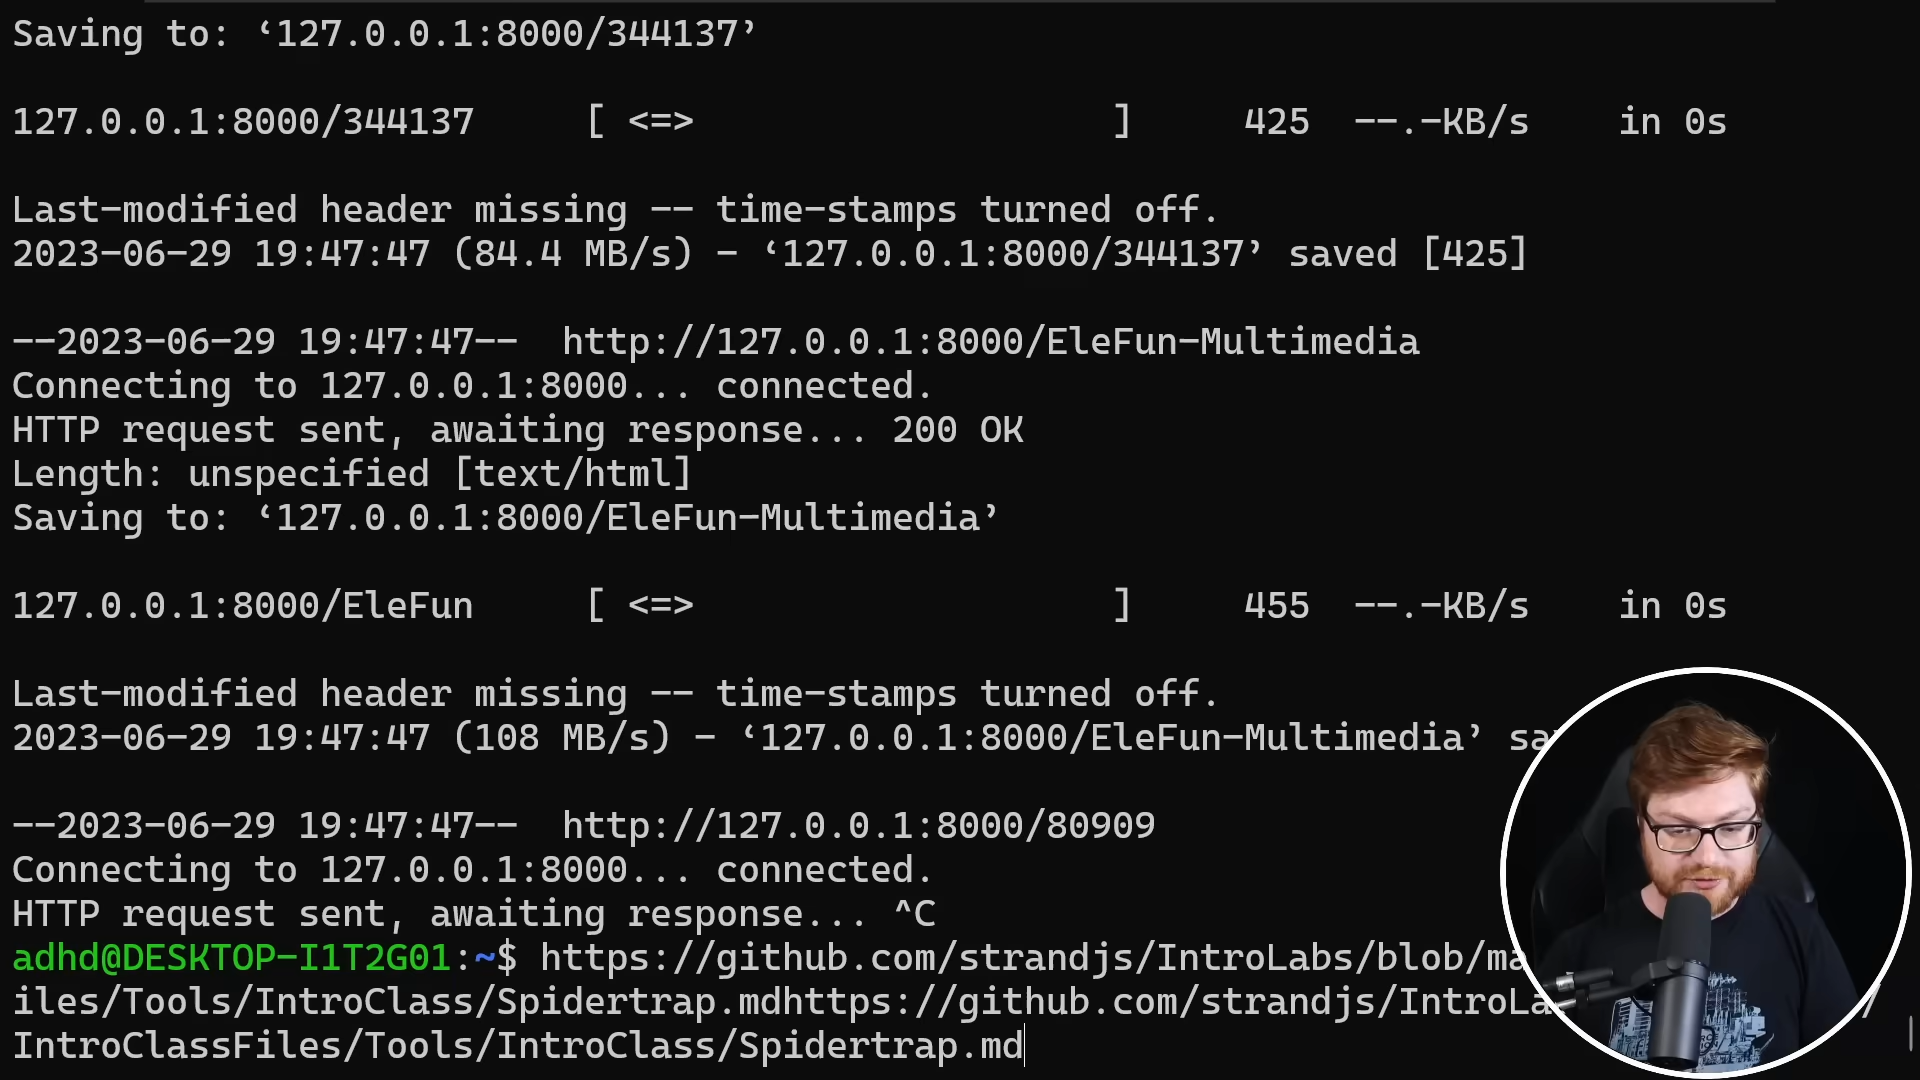 Saving to: ‘127.0.0.1:8000/344137’
127.0.0.1:8000/344137 [ <=> ] 425 --.-KB/s in 0s
Last-modified header missing -- time-stamps turned off.
2023-06-29 19:47:47 (84.4 MB/s) - ‘127.0.0.1:8000/344137’ saved [425]
--2023-06-29 19:47:47-- http://127.0.0.1:8000/EleFun-Multimedia
Connecting to 127.0.0.1:8000... connected.
HTTP request sent, awaiting response... 200 OK
Length: unspecified [text/html]
Saving to: ‘127.0.0.1:8000/EleFun-Multimedia’
127.0.0.1:8000/EleFun [ <=> ] 455 --.-KB/s in 0s
Last-modified header missing -- time-stamps turned off.
2023-06-29 19:47:47 (108 MB/s) - ‘127.0.0.1:8000/EleFun-Multimedia’
--2023-06-29 19:47:47-- http://127.0.0.1:8000/80909
Connecting to 127.0.0.1:8000... connected.
HTTP request sent, awaiting response... ^C
adhd@DESKTOP-I1T2G01:~$ https://github.com/strandjs/IntroLabs/blob/ma
iles/Tools/IntroClass/Spidertrap.mdhttps://github.com/strandjs/IntroLa
IntroClassFiles/Tools/IntroClass/Spidertrap.md